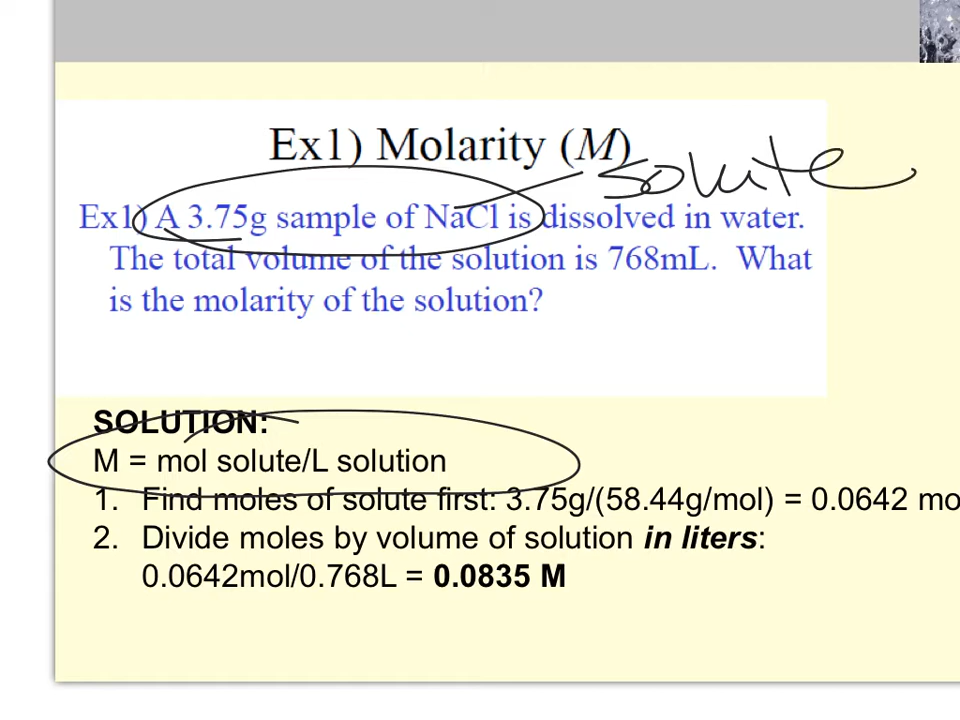 Ex1) Molarity (M)
solute
Ex1) A 3.75g sample of NaCl is dissolved in water.
The total volume of the solution is 768mL. What
is the molarity of the solution?
SOLUTION:
M = mol solute/L solution
1. Find moles of solute first: 3.75g/(58.44g/mol) = 0.0642 mo
2. Divide moles by volume of solution in liters:
0.0642mol/0.768L = 0.0835 M